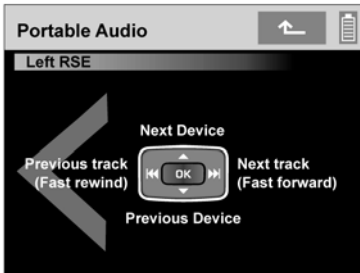 Portable Audio
Left RSE
Next Device
Previous track
(Fast rewind)
OK
Next track
(Fast forward)
Previous Device